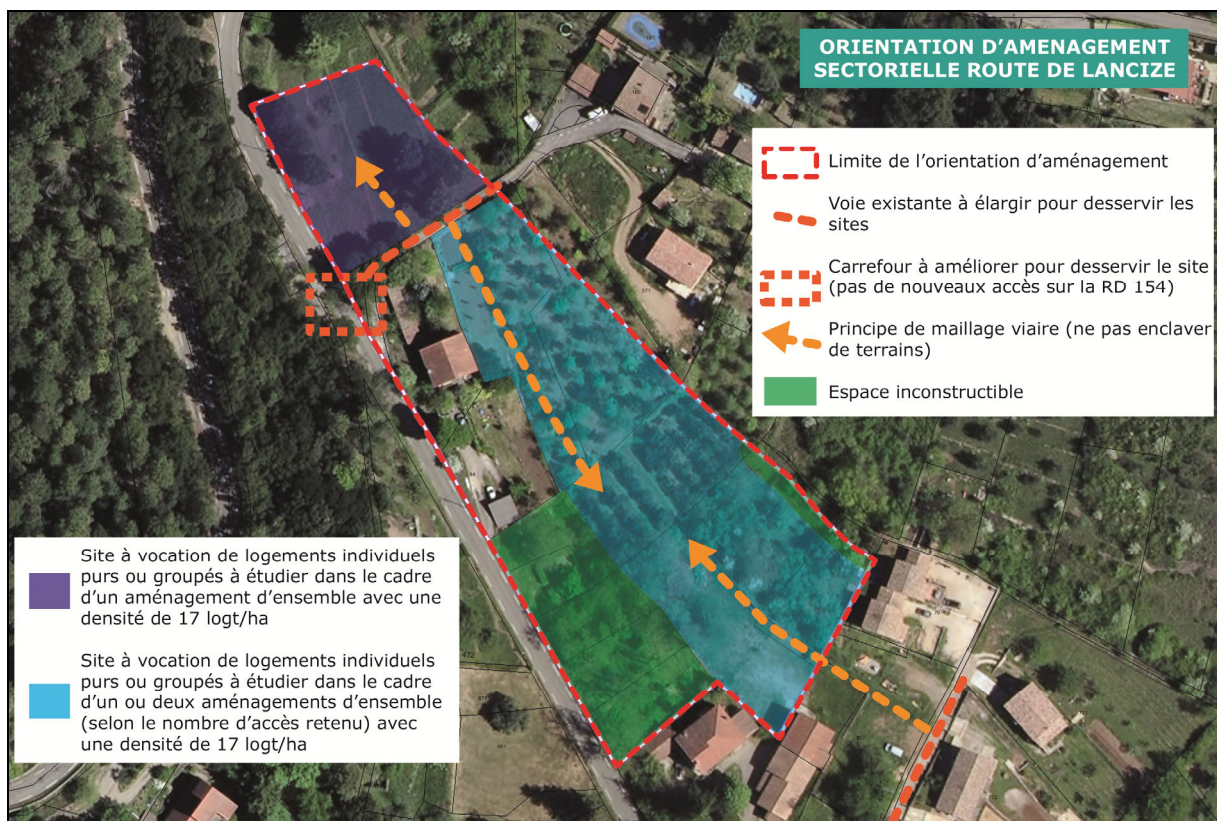 ORIENTATION D'AMENAGEMENT
SECTORIELLE ROUTE DE LANCIZE
Limite de l'orientation d'aménagement
Voie existante à élargir pour desservir les
sites
Carrefour à améliorer pour desservir le site
(pas de nouveaux accès sur la RD 154)
Principe de maillage viaire (ne pas enclaver
de terrains)
Espace inconstructible
Site à vocation de logements individuels
purs ou groupés à étudier dans le cadre
d'un aménagement d'ensemble avec une
densité de 17 logt/ha
Site à vocation de logements individuels
purs ou groupés à étudier dans le cadre
d'un ou deux aménagements d'ensemble
(selon le nombre d'accès retenu) avec
une densité de 17 logt/ha
472